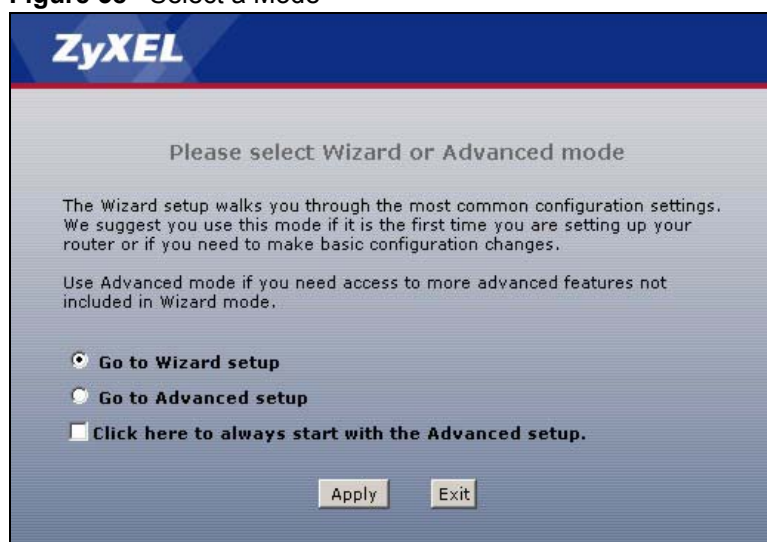 Select a Mode
ZyXEL
Please select Wizard or Advanced mode
The Wizard setup walks you through the most common configuration settings.
We suggest you use this mode if it is the first time you are setting up your
router or if you need to make basic configuration changes.
Use Advanced mode if you need access to more advanced features not
included in Wizard mode.
Go to Wizard setup
Go to Advanced setup
Click here to always start with the Advanced setup.
Apply Exit